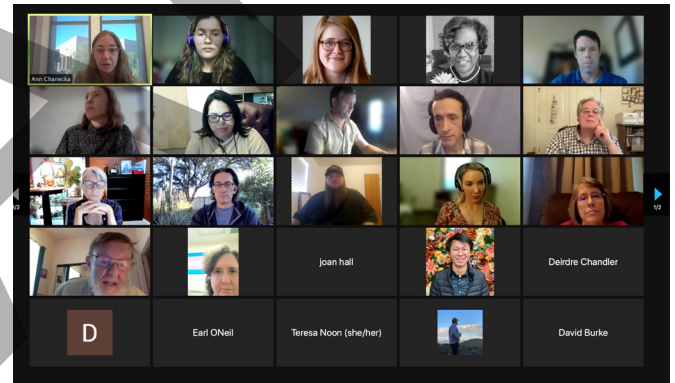 Ann Chanecka
1/2
1/2
joan hall
Deirdre Chandler
D
Earl ONeil
Teresa Noon (she/her)
David Burke